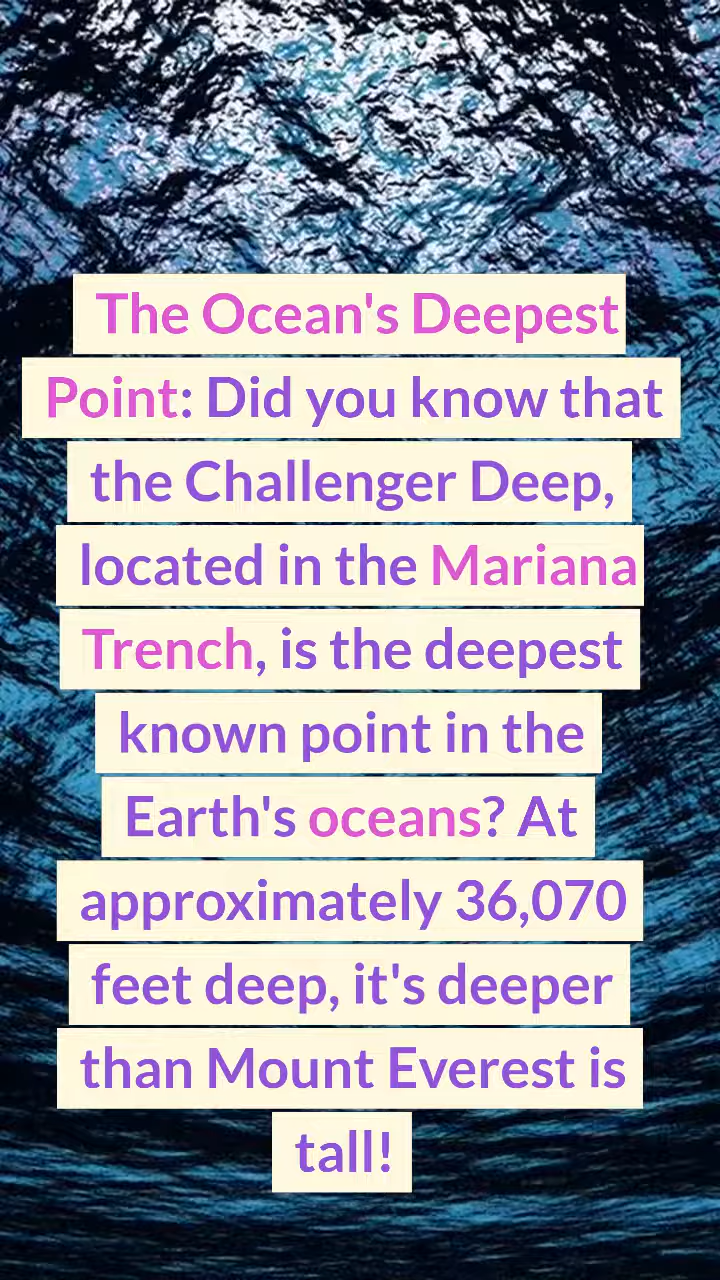 The Ocean's Deepest
Point: Did you know that
the Challenger Deep,
located in the Mariana
Trench, is the deepest
known point in the
Earth's oceans? At
approximately 36,070
feet deep, it's deeper
than Mount Everest is
tall!